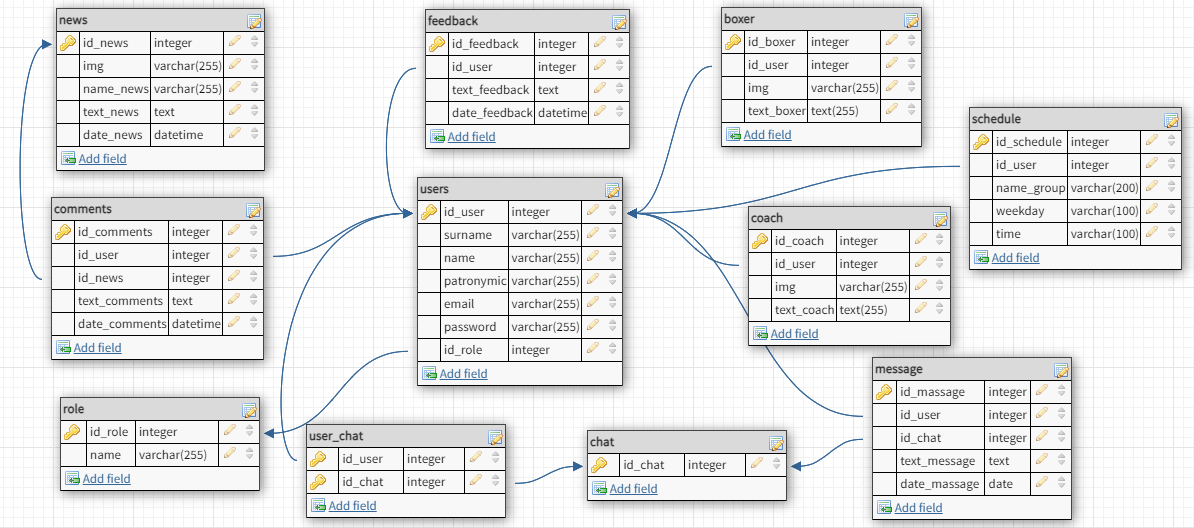 news
id_news integer
img varchar(255)
name_news varchar(255)
text_news text
date_news datetime
Add field
feedback
id_feedback integer
id_user integer
text_feedback text
date_feedback datetime
Add field
boxer
id_boxer integer
id_user integer
img varchar(255)
text_boxer text(255)
Add field
schedule
id_schedule integer
id_user integer
name_group varchar(200)
weekday varchar(100)
time varchar(100)
Add field
comments
id_comments integer
id_user integer
id_news integer
text_comments text
date_comments datetime
Add field
users
id_user integer
surname varchar(255)
name varchar(255)
patronymic varchar(255)
email varchar(255)
password varchar(255)
id_role integer
Add field
coach
id_coach integer
id_user integer
img varchar(255)
text_coach text(255)
Add field
message
id_massage integer
id_user integer
id_chat integer
text_message text
date_massage date
Add field
role
id_role integer
name varchar(255)
Add field
user_chat
id_user integer
id_chat integer
Add field
chat
id_chat integer
Add field